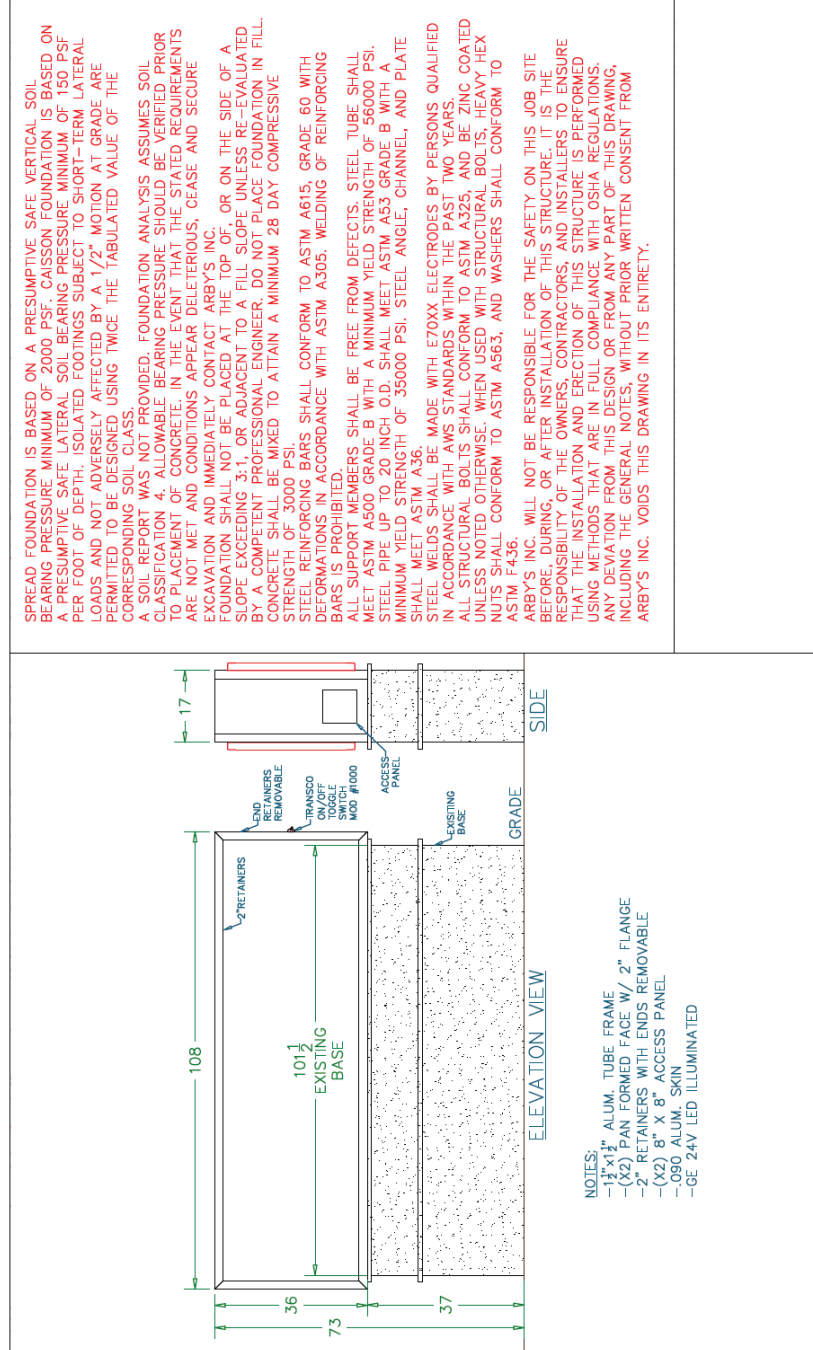 SPREAD FOUNDATION IS BASED ON A PRESUMPTIVE SAFE VERTICAL SOIL
BEARING PRESSURE MINIMUM OF 2000 PSF. CAISSON FOUNDATION IS BASED ON
A PRESUMPTIVE SAFE LATERAL SOIL BEARING PRESSURE MINIMUM OF 150 PSF
PER FOOT OF DEPTH. ISOLATED FOOTINGS SUBJECT TO SHORT-TERM LATERAL
LOADS AND NOT ADVERSELY AFFECTED BY A 1/2" MOTION AT GRADE ARE
PERMITTED TO BE DESIGNED USING TWICE THE TABULATED VALUE OF THE
CORRESPONDING SOIL CLASS.
A SOIL REPORT WAS NOT PROVIDED. FOUNDATION ANALYSIS ASSUMES SOIL
CLASSIFICATION 4. ALLOWABLE BEARING PRESSURE SHOULD BE VERIFIED PRIOR
TO PLACEMENT OF CONCRETE. IN THE EVENT THAT THE STATED REQUIREMENTS
ARE NOT MET AND CONDITIONS APPEAR DELETERIOUS, CEASE AND SECURE
EXCAVATION AND IMMEDIATELY CONTACT ARBY'S INC.
FOUNDATION SHALL NOT BE PLACED AT THE TOP OF, OR ON THE SIDE OF A
SLOPE EXCEEDING 3:1, OR ADJACENT TO A FILL SLOPE UNLESS RE-EVALUATED
BY A COMPETENT PROFESSIONAL ENGINEER. DO NOT PLACE FOUNDATION IN FILL.
CONCRETE SHALL BE MIXED TO ATTAIN A MINIMUM 28 DAY COMPRESSIVE
STRENGTH OF 3000 PSI.
STEEL REINFORCING BARS SHALL CONFORM TO ASTM A615, GRADE 60 WITH
DEFORMATIONS IN ACCORDANCE WITH ASTM A305. WELDING OF REINFORCING
BARS IS PROHIBITED.
ALL SUPPORT MEMBERS SHALL BE FREE FROM DEFECTS. STEEL TUBE SHALL
MEET ASTM A500 GRADE B WITH A MINIMUM YIELD STRENGTH OF 56000 PSI.
STEEL PIPE UP TO 20 INCH O.D. SHALL MEET ASTM A53 GRADE B WITH A
MINIMUM YIELD STRENGTH OF 35000 PSI. STEEL ANGLE, CHANNEL, AND PLATE
SHALL MEET ASTM A36.
STEEL WELDS SHALL BE MADE WITH E70XX ELECTRODES BY PERSONS QUALIFIED
IN ACCORDANCE WITH AWS STANDARDS WITHIN THE PAST TWO YEARS.
ALL STRUCTURAL BOLTS SHALL CONFORM TO ASTM A325, AND BE ZINC COATED
UNLESS NOTED OTHERWISE. WHEN USED WITH STRUCTURAL BOLTS, HEAVY HEX
NUTS SHALL CONFORM TO ASTM A563, AND WASHERS SHALL CONFORM TO
ASTM F436.
ARBY'S INC. WILL NOT BE RESPONSIBLE FOR THE SAFETY ON THIS JOB SITE
BEFORE, DURING, OR AFTER INSTALLATION OF THIS STRUCTURE. IT IS THE
RESPONSIBILITY OF THE OWNERS, CONTRACTORS, AND INSTALLERS TO ENSURE
THAT THE INSTALLATION AND ERECTION OF THIS STRUCTURE IS PERFORMED
USING METHODS THAT ARE IN FULL COMPLIANCE WITH OSHA REGULATIONS.
ANY DEVIATION FROM THIS DESIGN OR FROM ANY PART OF THIS DRAWING,
INCLUDING THE GENERAL NOTES, WITHOUT PRIOR WRITTEN CONSENT FROM
ARBY'S INC. VOIDS THIS DRAWING IN ITS ENTIRETY.
108
17
2"RETAINERS
END
RETAINERS
REMOVABLE
TRANSCO
ON/OFF
TOGGLE
SWITCH
MOD #1000
ACCESS
PANEL
36
73
37
101 1/2
EXISTING
BASE
EXISITING
BASE
GRADE
ELEVATION VIEW
SIDE
NOTES:
-1 1/2"x1 1/2" ALUM. TUBE FRAME
-(X2) PAN FORMED FACE W/ 2" FLANGE
-2" RETAINERS WITH ENDS REMOVABLE
-(X2) 8" X 8" ACCESS PANEL
-.090 ALUM. SKIN
-GE 24V LED ILLUMINATED